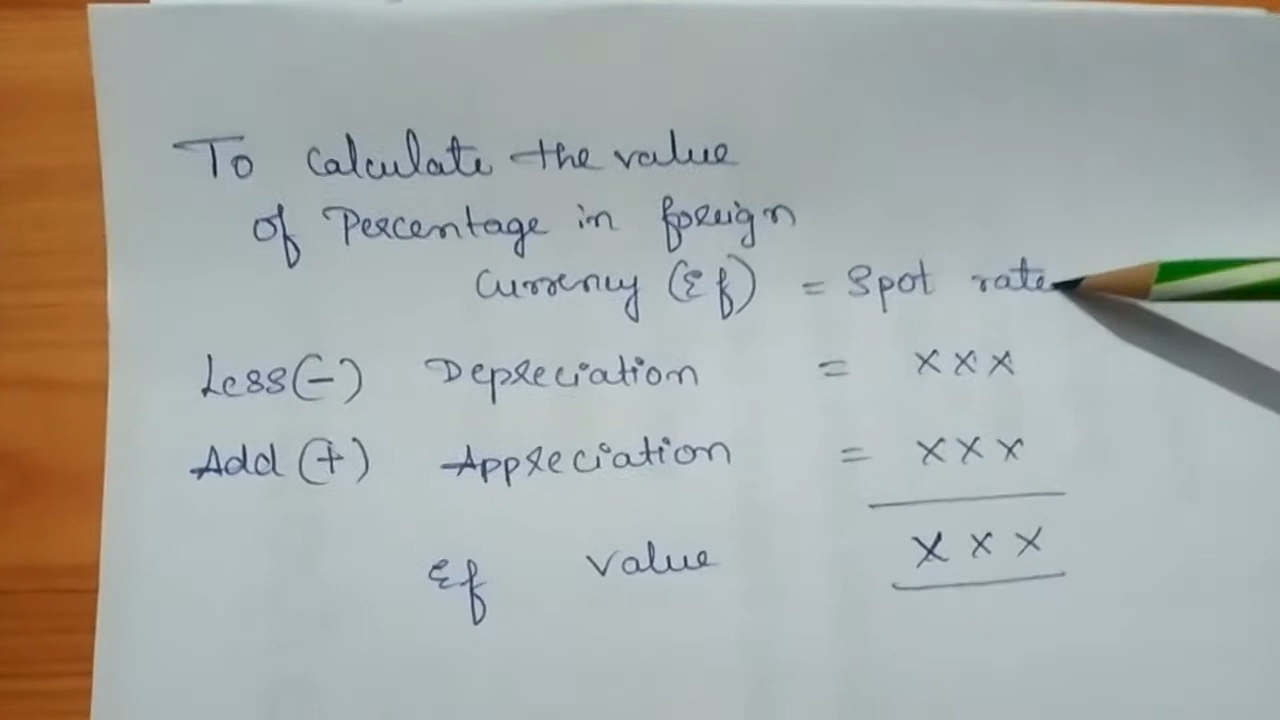 To calculate the value
of Percentage in foreign
Currency (Ef) = Spot rate
Less(-) Depreciation = xxx
Add (+) Appreciation = xxx
Ef value xxx